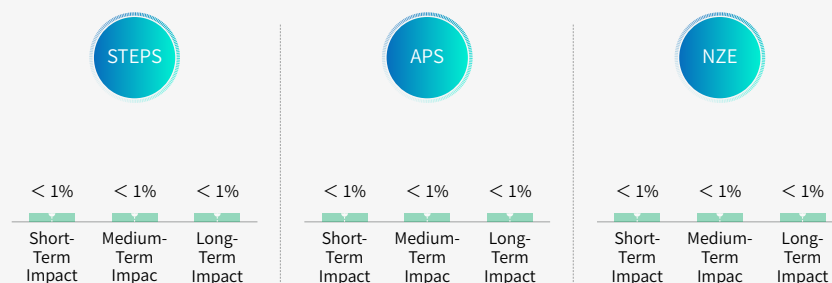 STEPS
APS
NZE
< 1% < 1% < 1%
< 1% < 1% < 1%
< 1% < 1% < 1%
Short-
Term
Impact
Medium-
Term
Impac
Long-
Term
Impact
Short-
Term
Impact
Medium-
Term
Impac
Long-
Term
Impact
Short-
Term
Impact
Medium-
Term
Impac
Long-
Term
Impact